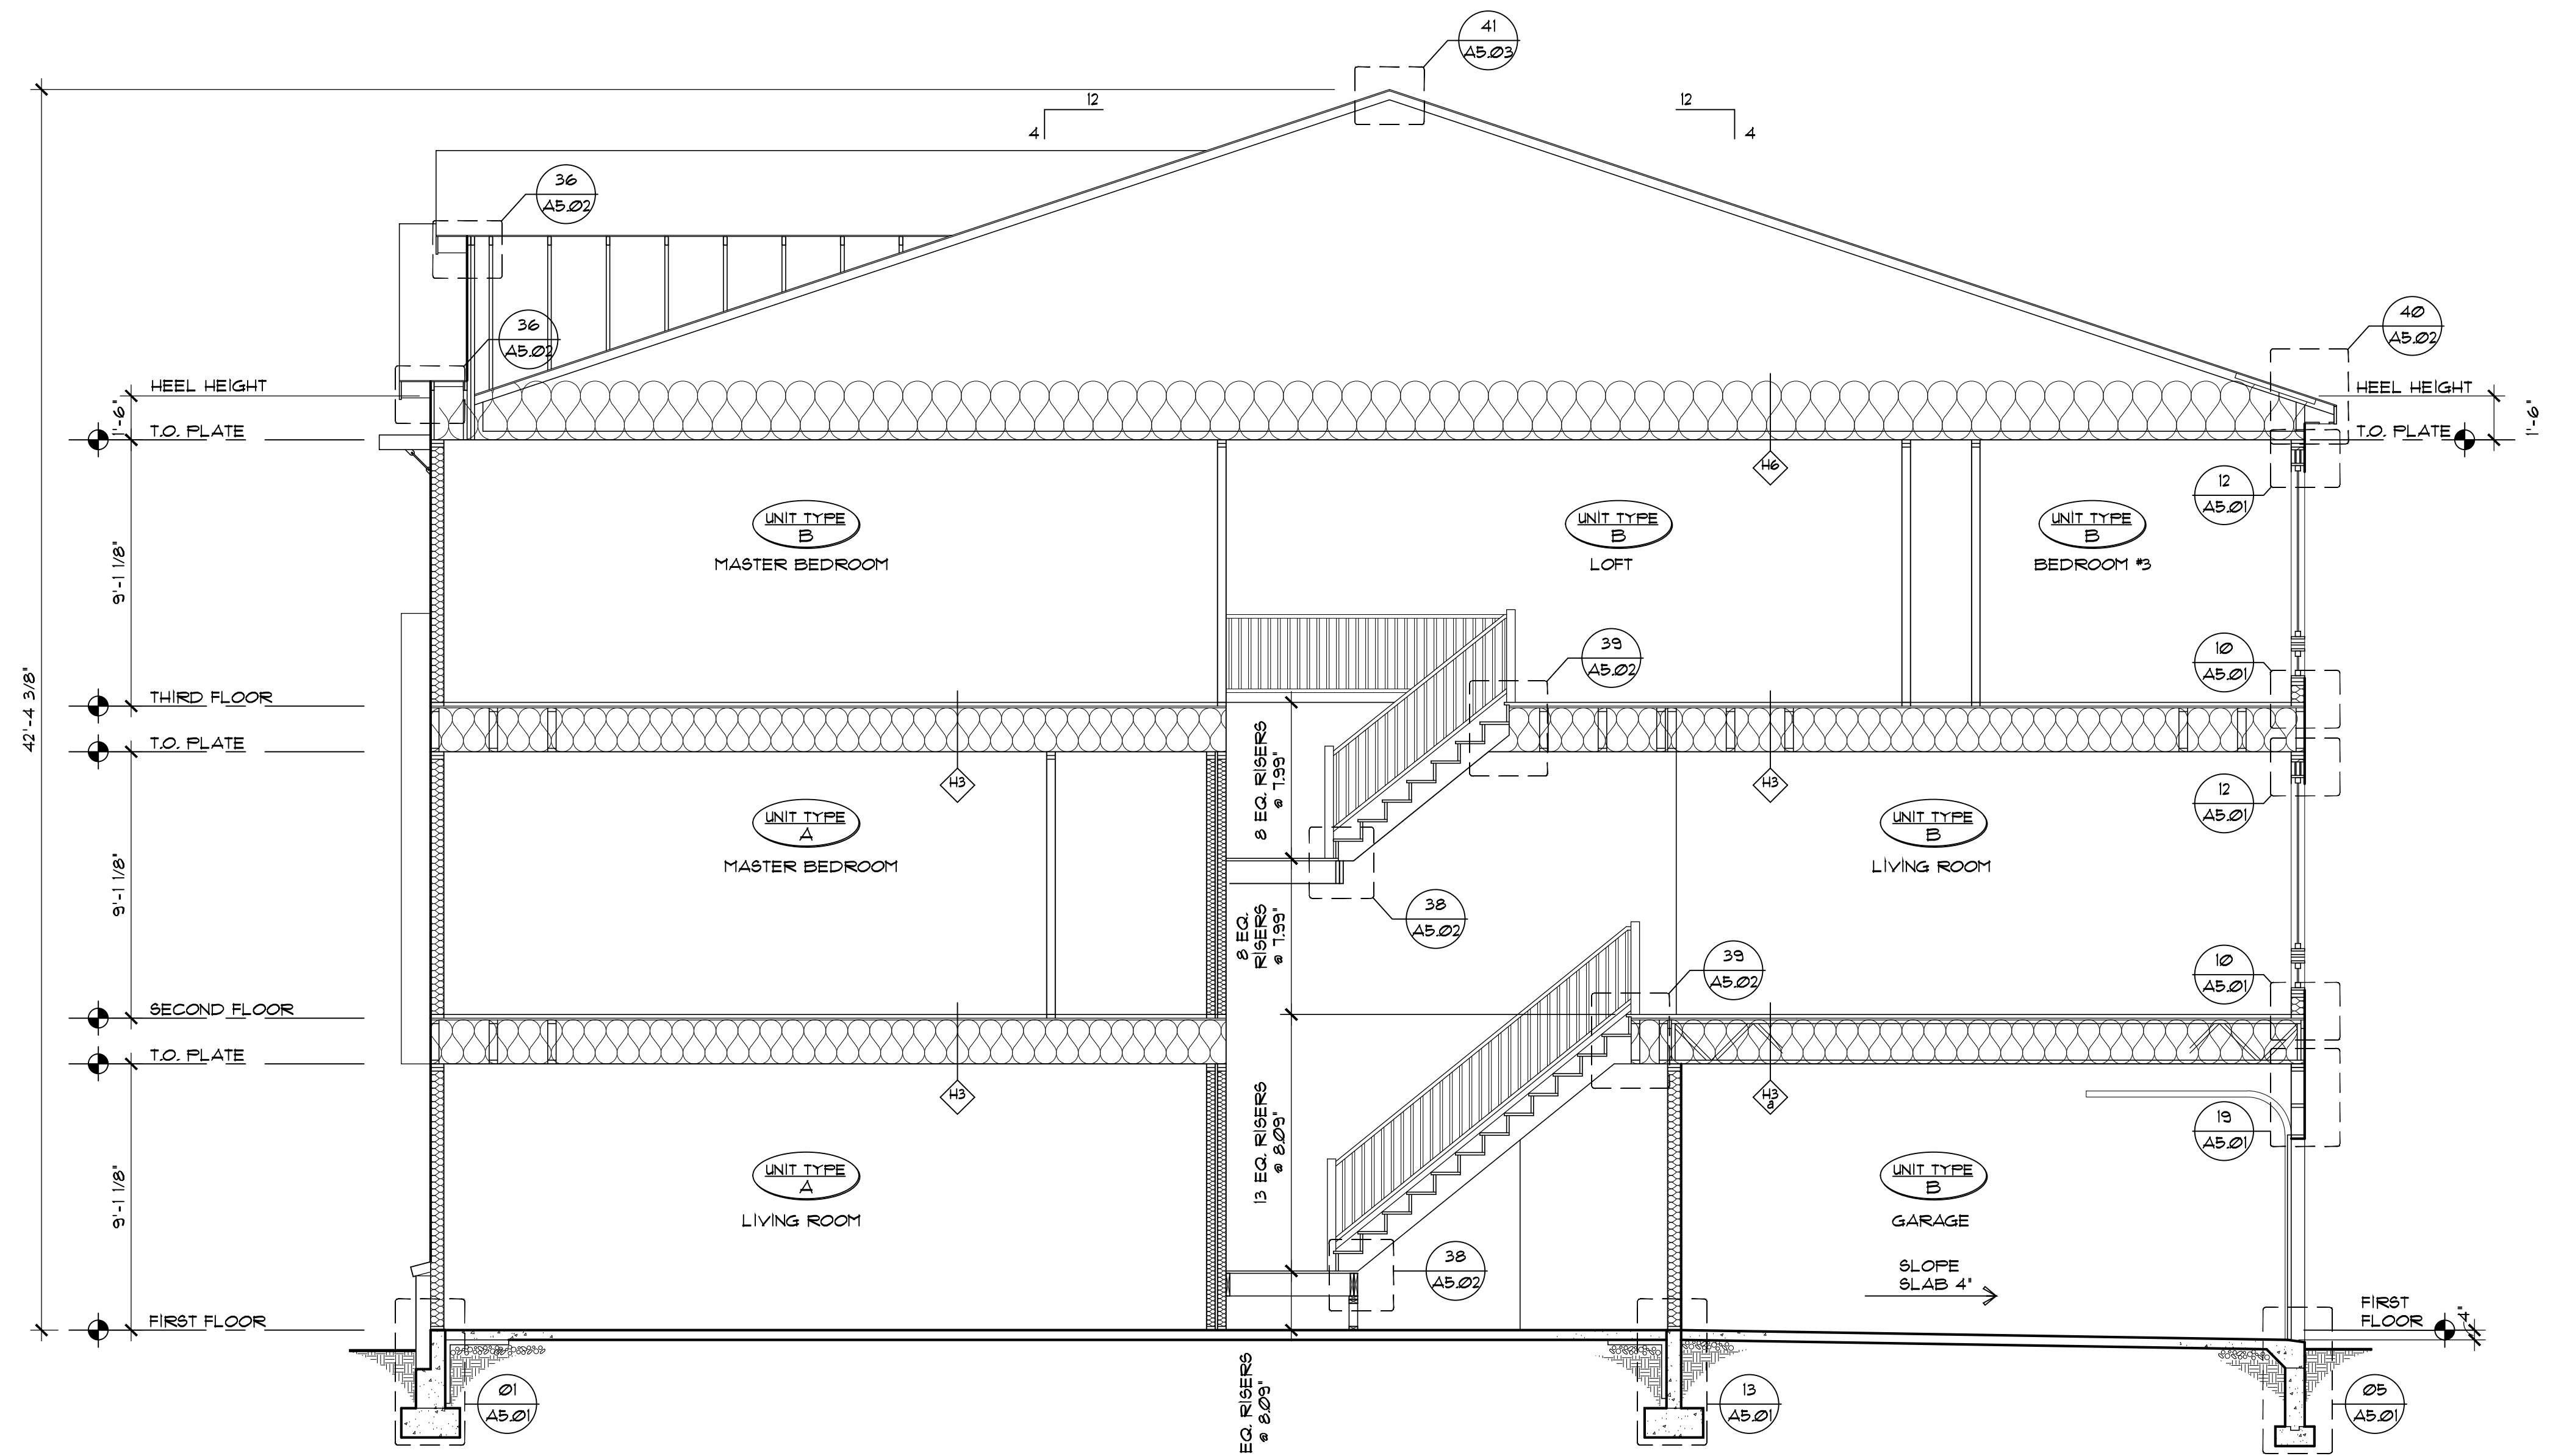 41
A5.03
12
4
12
4
36
A5.02
36
A5.02
40
A5.02
HEEL HEIGHT
1'-6"
T.O. PLATE
HEEL HEIGHT
T.O. PLATE
1'-6"
H6
12
A5.01
UNIT TYPE
B
MASTER BEDROOM
UNIT TYPE
B
LOFT
UNIT TYPE
B
BEDROOM #3
9'-1 1/8"
42'-4 3/8"
39
A5.02
10
A5.01
THIRD FLOOR
T.O. PLATE
8 EQ. RISERS
@ 7.99"
H3
H3
12
A5.01
UNIT TYPE
A
MASTER BEDROOM
UNIT TYPE
B
LIVING ROOM
9'-1 1/8"
38
A5.02
8 EQ.
RISERS
@ 7.99"
39
A5.02
10
A5.01
SECOND FLOOR
T.O. PLATE
H3
H3
a
19
A5.01
13 EQ. RISERS
@ 8.09"
9'-1 1/8"
UNIT TYPE
A
LIVING ROOM
UNIT TYPE
B
GARAGE
SLOPE
SLAB 4"
38
A5.02
FIRST FLOOR
FIRST
FLOOR
4"
01
A5.01
EQ. RISERS
@ 8.09"
13
A5.01
05
A5.01